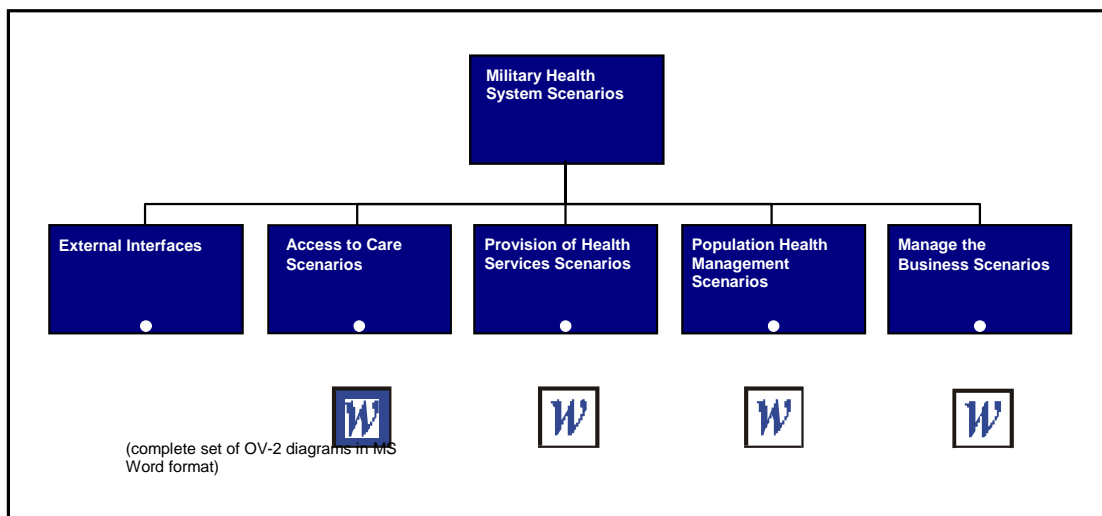 Military Health
System Scenarios
External Interfaces
Access to Care
Scenarios
Provision of Health
Services Scenarios
Population Health
Management
Scenarios
Manage the
Business Scenarios
W
W
W
W
(complete set of OV-2 diagrams in MS
Word format)